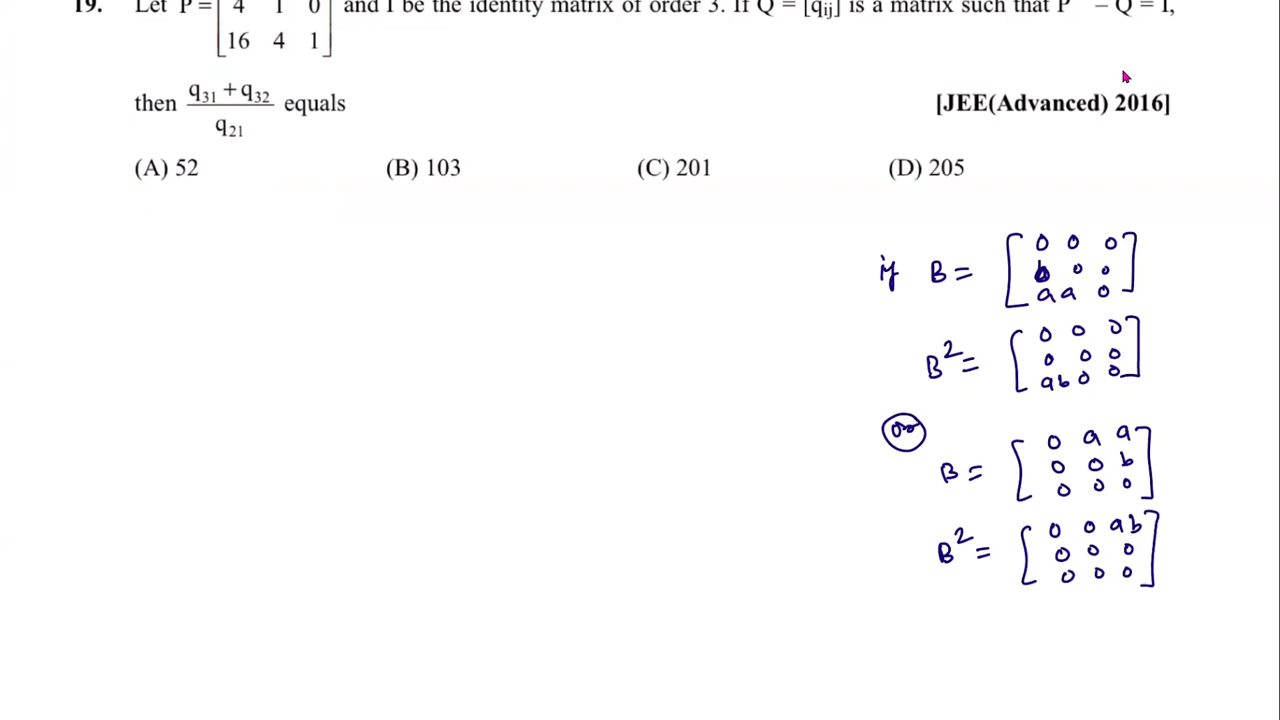 19. Let P = [4 1 0 and I be the identity matrix of order 3. If Q = [qij] is a matrix such that P – Q = I,
16 4 1]
then (q31 + q32)/q21 equals
[JEE(Advanced) 2016]
(A) 52 (B) 103 (C) 201 (D) 205
if B = [0 0 0
b 0 0
a a 0]
B² = [0 0 0
0 0 0
ab 0 0]
or
B = [0 a a
0 0 b
0 0 0]
B² = [0 0 ab
0 0 0
0 0 0]